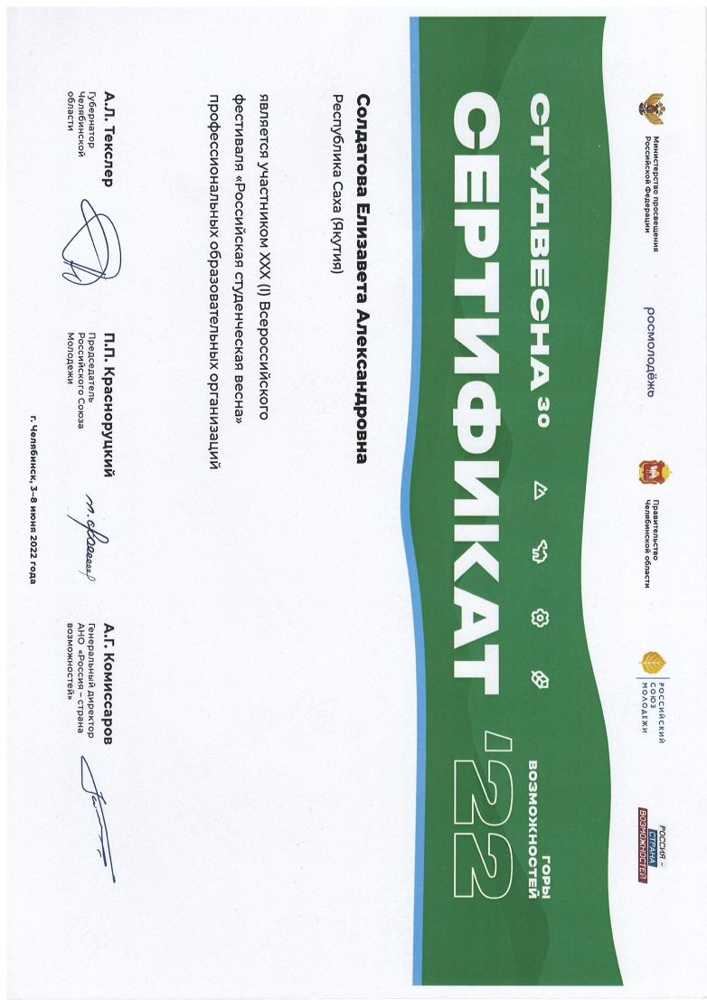 Министерство просвещения
Российской Федерации
росмолодёжь
Правительство
Челябинской области
РОССИЙСКИЙ
СОЮЗ
МОЛОДЕЖИ
РОССИЯ –
СТРАНА
ВОЗМОЖНОСТЕЙ
СТУДВЕСНА 30
ГОРЫ
ВОЗМОЖНОСТЕЙ
СЕРТИФИКАТ '22
Солдатова Елизавета Александровна
Республика Саха (Якутия)
является участником XXX (I) Всероссийского
фестиваля «Российская студенческая весна»
профессиональных образовательных организаций
А.Л. Текслер
Губернатор
Челябинской
области
П.П. Красноруцкий
Председатель
Российского Союза
Молодежи
А.Г. Комиссаров
Генеральный директор
АНО «Россия – страна
возможностей»
г. Челябинск, 3–8 июня 2022 года